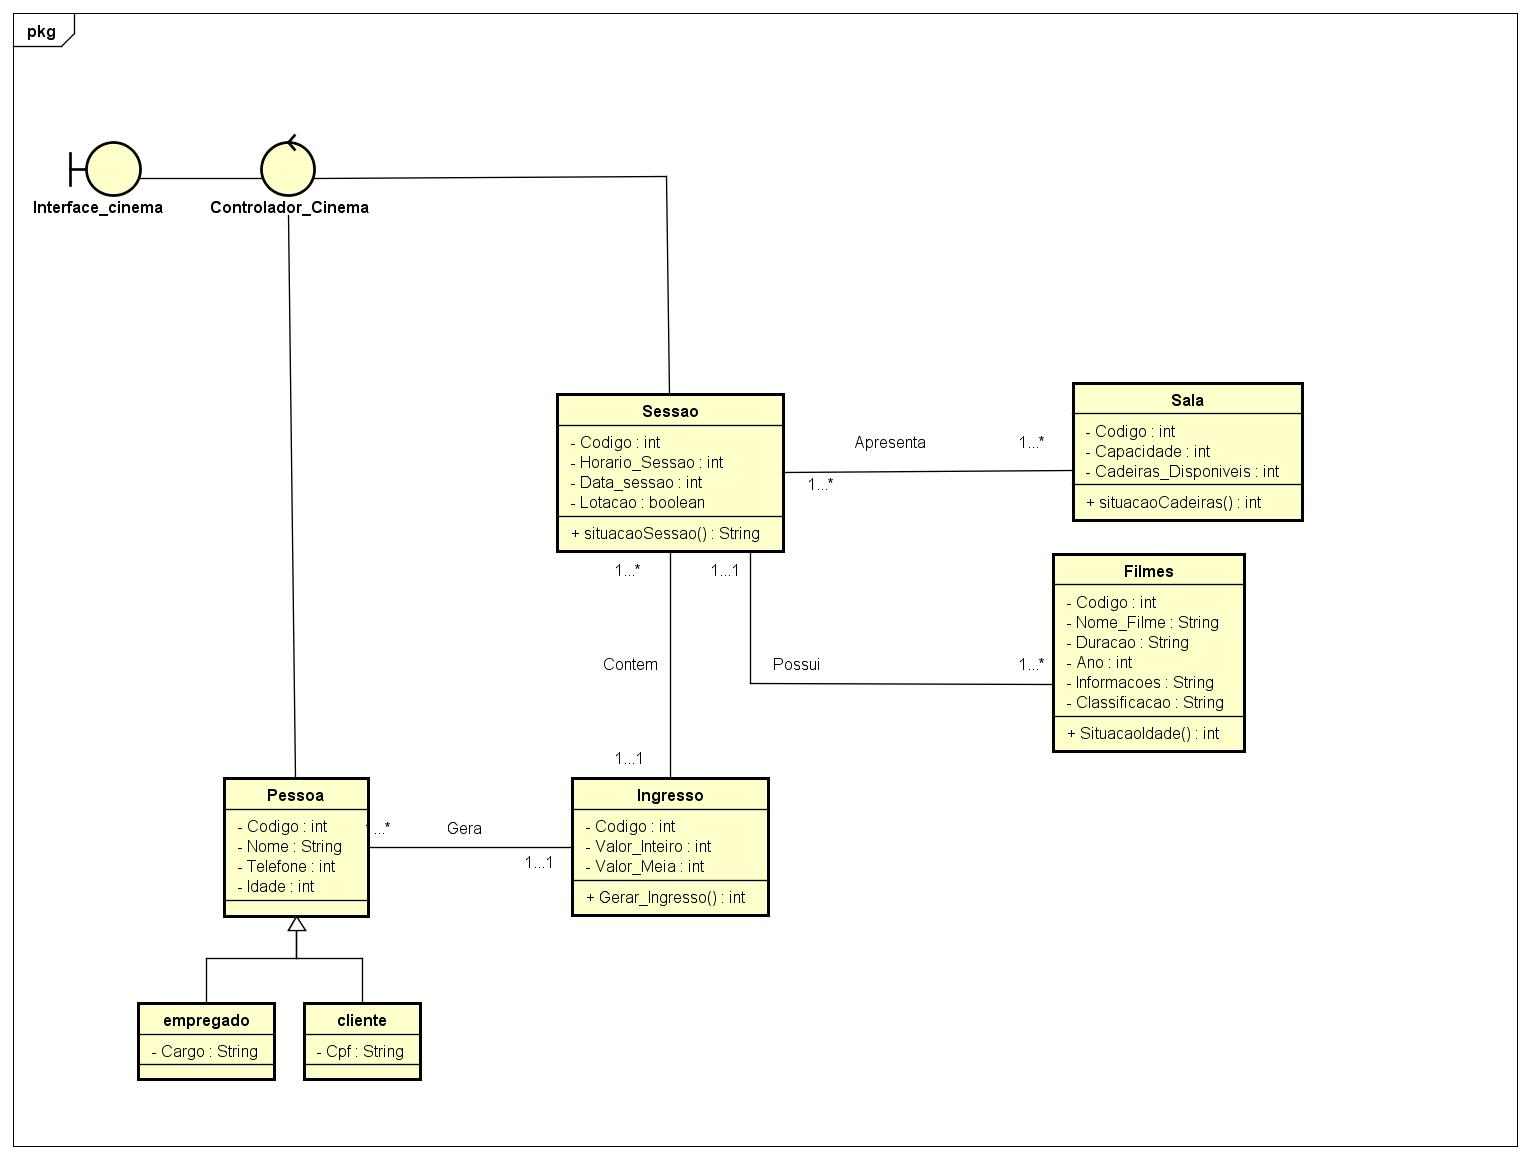 pkg
Interface_cinema
Controlador_Cinema
Sessao
- Codigo : int
- Horario_Sessao : int
- Data_sessao : int
- Lotacao : boolean
+ situacaoSessao() : String
Apresenta
1...*
1...*
Sala
- Codigo : int
- Capacidade : int
- Cadeiras_Disponiveis : int
+ situacaoCadeiras() : int
1...*
1...1
Contem
Possui
1...*
1...1
Filmes
- Codigo : int
- Nome_Filme : String
- Duracao : String
- Ano : int
- Informacoes : String
- Classificacao : String
+ SituacaoIdade() : int
Pessoa
- Codigo : int
- Nome : String
- Telefone : int
- Idade : int
1...*
Gera
1...1
Ingresso
- Codigo : int
- Valor_Inteiro : int
- Valor_Meia : int
+ Gerar_Ingresso() : int
empregado
- Cargo : String
cliente
- Cpf : String